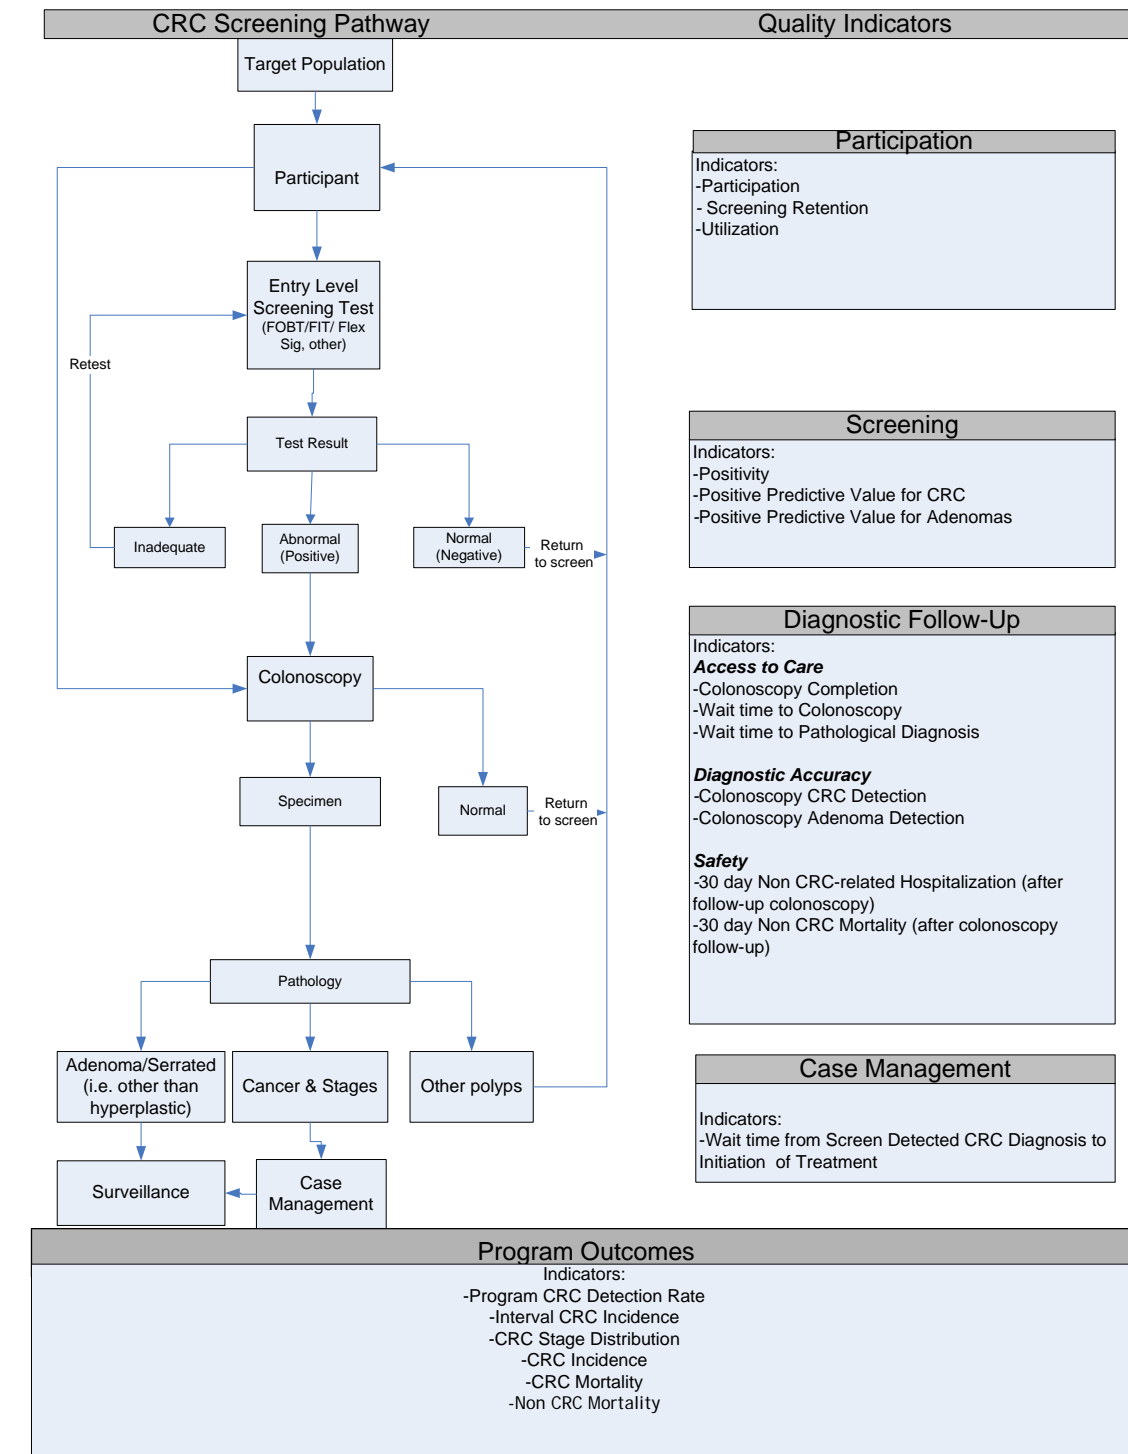 CRC Screening Pathway
Quality Indicators
Target Population
Participant
Entry Level
Screening Test
(FOBT/FIT/ Flex
Sig, other)
Retest
Test Result
Inadequate
Abnormal
(Positive)
Normal
(Negative)
Return
to screen
Colonoscopy
Specimen
Normal
Return
to screen
Pathology
Adenoma/Serrated
(i.e. other than
hyperplastic)
Cancer & Stages
Other polyps
Surveillance
Case
Management
Participation
Indicators:
-Participation
- Screening Retention
-Utilization
Screening
Indicators:
-Positivity
-Positive Predictive Value for CRC
-Positive Predictive Value for Adenomas
Diagnostic Follow-Up
Indicators:
Access to Care
-Colonoscopy Completion
-Wait time to Colonoscopy
-Wait time to Pathological Diagnosis
Diagnostic Accuracy
-Colonoscopy CRC Detection
-Colonoscopy Adenoma Detection
Safety
-30 day Non CRC-related Hospitalization (after
follow-up colonoscopy)
-30 day Non CRC Mortality (after colonoscopy
follow-up)
Case Management
Indicators:
-Wait time from Screen Detected CRC Diagnosis to
Initiation of Treatment
Program Outcomes
Indicators:
-Program CRC Detection Rate
-Interval CRC Incidence
-CRC Stage Distribution
-CRC Incidence
-CRC Mortality
-Non CRC Mortality